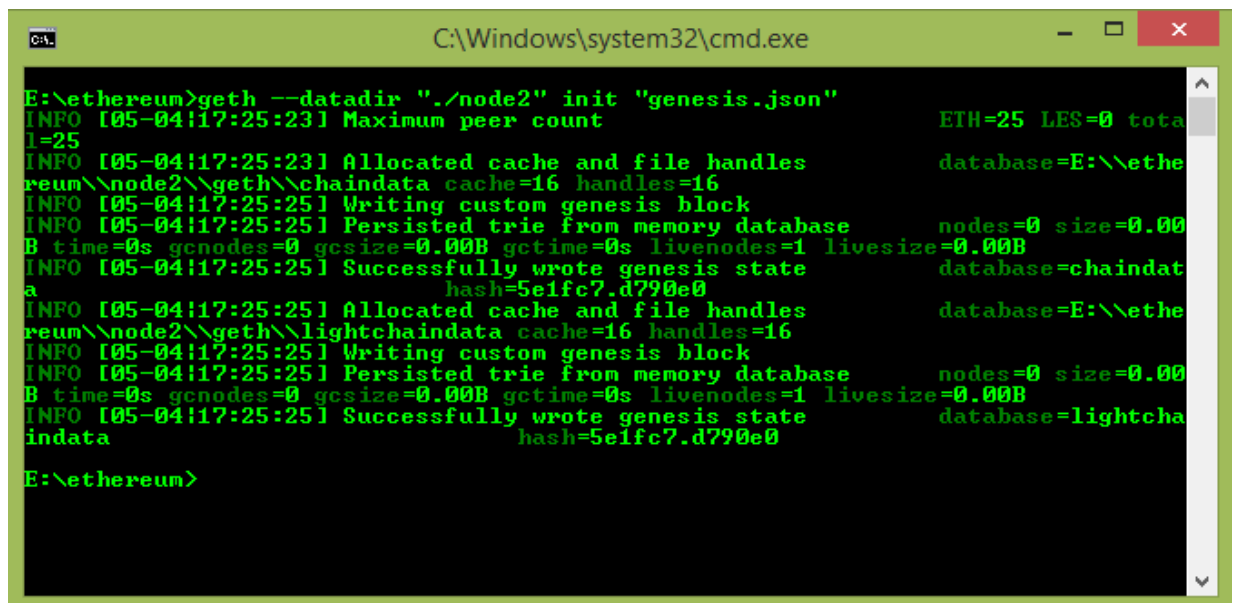 C:\Windows\system32\cmd.exe
E:\ethereum>geth --datadir "./node2" init "genesis.json"
INFO [05-04|17:25:23] Maximum peer count ETH=25 LES=0 tota
l=25
INFO [05-04|17:25:23] Allocated cache and file handles database=E:\\ethe
reum\\node2\\geth\\chaindata cache=16 handles=16
INFO [05-04|17:25:25] Writing custom genesis block
INFO [05-04|17:25:25] Persisted trie from memory database nodes=0 size=0.00
B time=0s gcnodes=0 gcsize=0.00B gctime=0s livenodes=1 livesize=0.00B
INFO [05-04|17:25:25] Successfully wrote genesis state database=chaindat
a hash=5e1fc7.d790e0
INFO [05-04|17:25:25] Allocated cache and file handles database=E:\\ethe
reum\\node2\\geth\\lightchaindata cache=16 handles=16
INFO [05-04|17:25:25] Writing custom genesis block
INFO [05-04|17:25:25] Persisted trie from memory database nodes=0 size=0.00
B time=0s gcnodes=0 gcsize=0.00B gctime=0s livenodes=1 livesize=0.00B
INFO [05-04|17:25:25] Successfully wrote genesis state database=lightcha
indata hash=5e1fc7.d790e0
E:\ethereum>